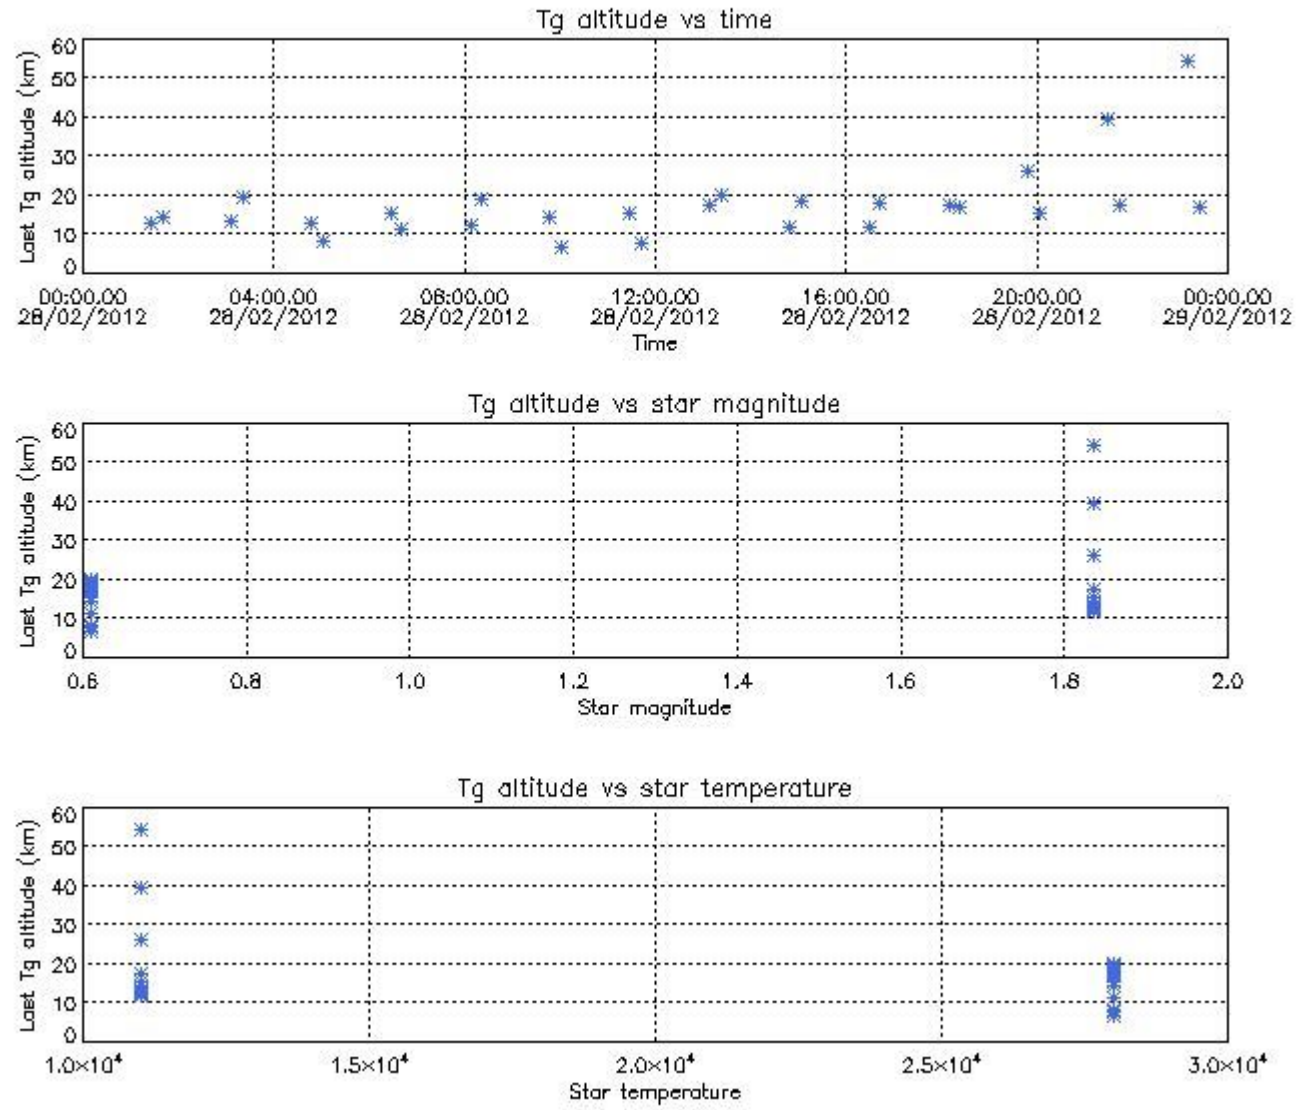 Tg altitude vs time
Last Tg altitude (km)
60
50
40
30
20
10
0
00:00.00 04:00.00 08:00.00 12:00.00 16:00.00 20:00.00 00:00.00
28/02/2012 28/02/2012 28/02/2012 28/02/2012 28/02/2012 28/02/2012 29/02/2012
Time
Tg altitude vs star magnitude
Last Tg altitude (km)
60
50
40
30
20
10
0
0.6 0.8 1.0 1.2 1.4 1.6 1.8 2.0
Star magnitude
Tg altitude vs star temperature
Last Tg altitude (km)
60
50
40
30
20
10
0
1.0×10⁴ 1.5×10⁴ 2.0×10⁴ 2.5×10⁴ 3.0×10⁴
Star temperature